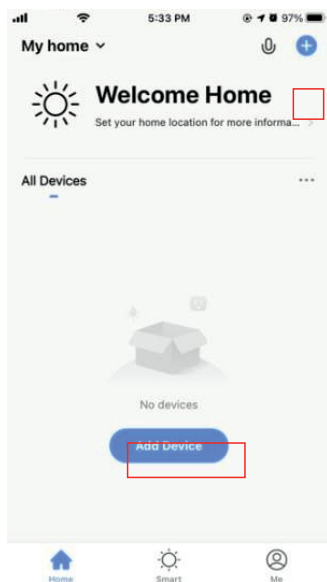 5:33 PM
97%
My home
Welcome Home
Set your home location for more informa...
All Devices
No devices
Add Device
Home
Smart
Me